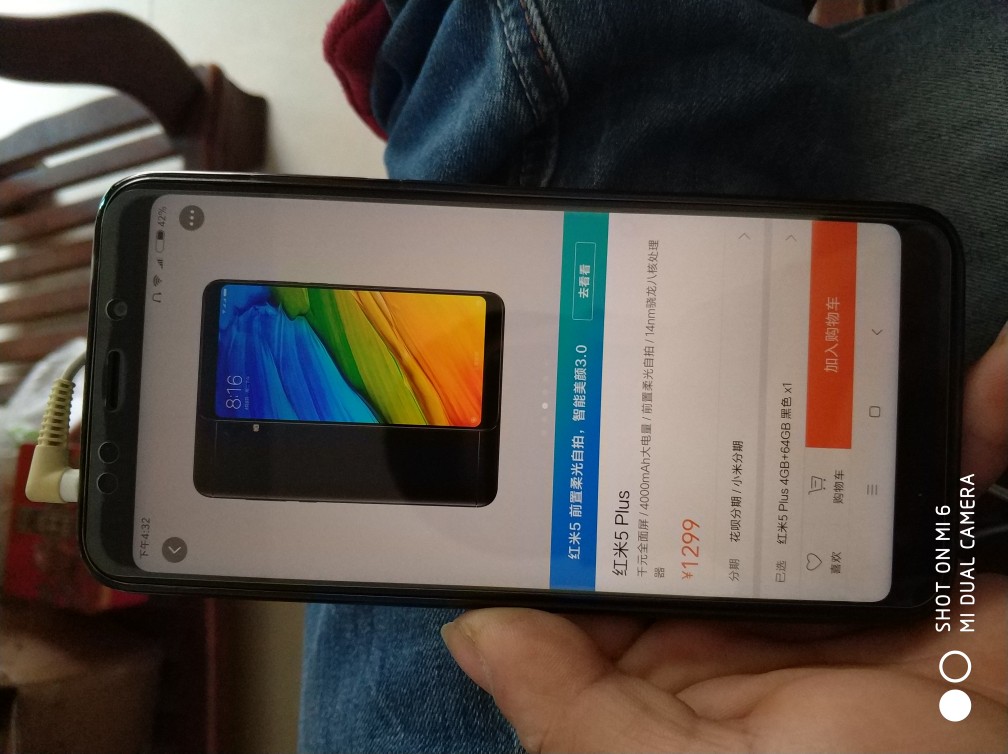 下午4:32
42%
8:16
红米5 前置柔光自拍，智能美颜3.0
去看看
红米5 Plus
千元全面屏 / 4000mAh大电量 / 前置柔光自拍 / 14nm骁龙八核处理
器
¥1299
分期 花呗分期 / 小米分期
已选 红米5 Plus 4GB+64GB 黑色 x1
喜欢
购物车
加入购物车
SHOT ON MI 6
MI DUAL CAMERA